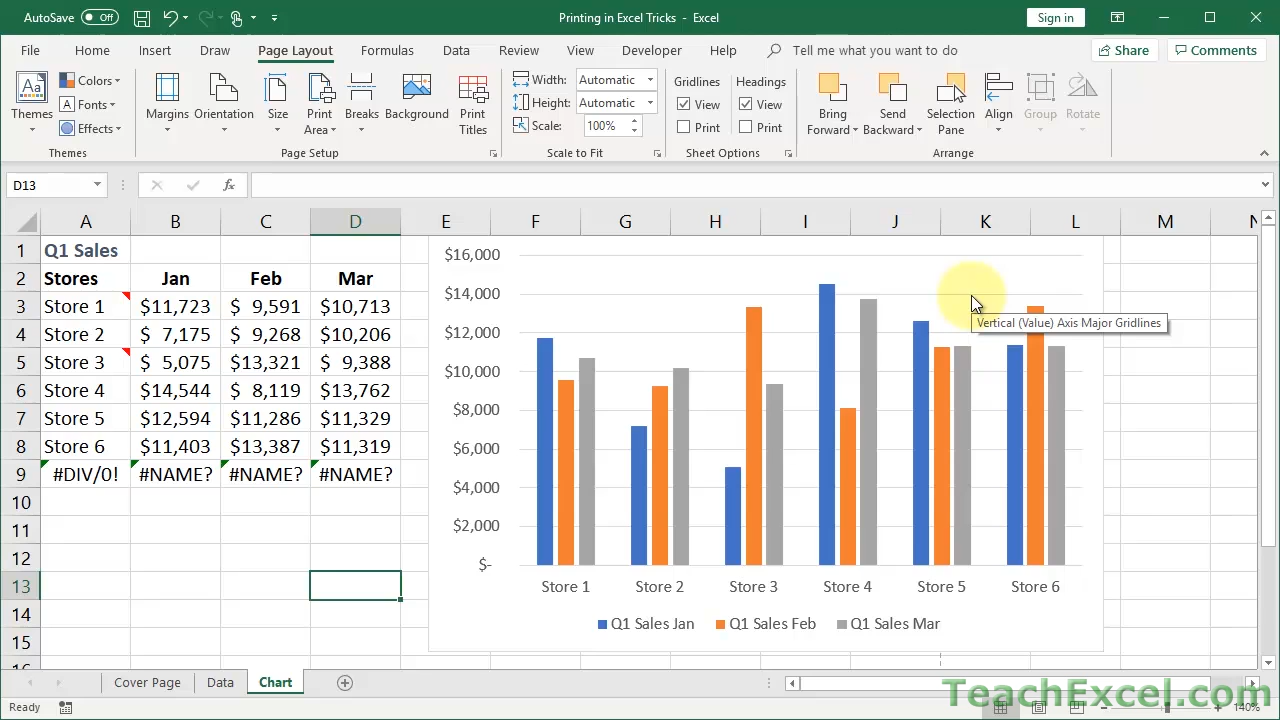 AutoSave Off Printing in Excel Tricks - Excel Sign in
File Home Insert Draw Page Layout Formulas Data Review View Developer Help Tell me what you want to do Share Comments
Themes
Colors
Fonts
Effects
Themes
Margins
Orientation
Size
Print Area
Breaks
Background
Print Titles
Page Setup
Width: Automatic
Height: Automatic
Scale: 100%
Scale to Fit
Gridlines
View
Print
Headings
View
Print
Sheet Options
Bring Forward
Send Backward
Selection Pane
Align
Group
Rotate
Arrange
D13 fx
A B C D E F G H I J K L M N
1 Q1 Sales
2 Stores Jan Feb Mar
3 Store 1 $11,723 $ 9,591 $10,713
4 Store 2 $ 7,175 $ 9,268 $10,206
5 Store 3 $ 5,075 $13,321 $ 9,388
6 Store 4 $14,544 $ 8,119 $13,762
7 Store 5 $12,594 $11,286 $11,329
8 Store 6 $11,403 $13,387 $11,319
9 #DIV/0! #NAME? #NAME? #NAME?
10
11
12
13
14
15
16
$16,000
$14,000
$12,000
$10,000
$8,000
$6,000
$4,000
$2,000
$-
Vertical (Value) Axis Major Gridlines
Store 1 Store 2 Store 3 Store 4 Store 5 Store 6
Q1 Sales Jan Q1 Sales Feb Q1 Sales Mar
Cover Page Data Chart
Ready 140%
TeachExcel.com